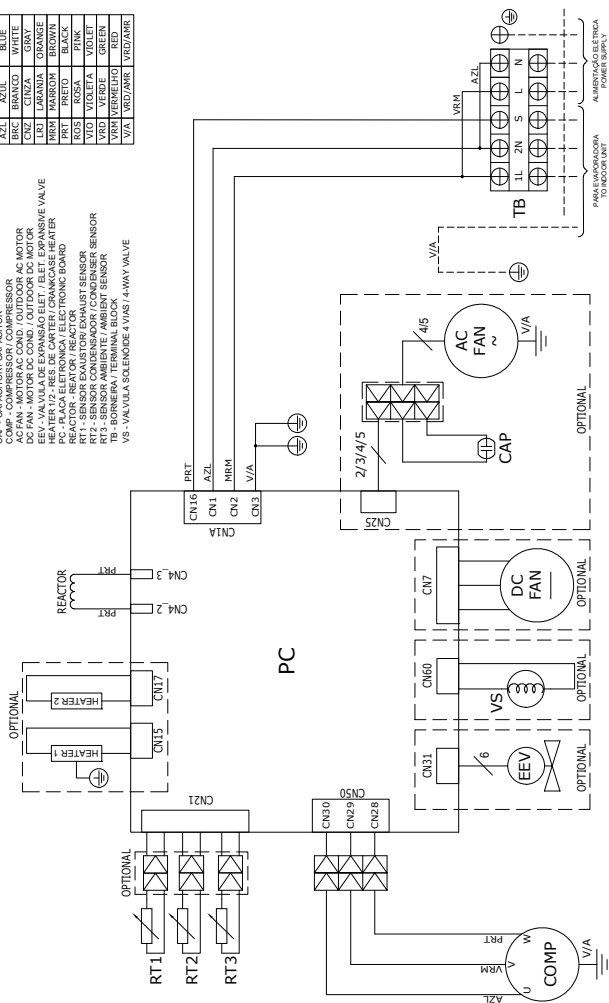 AZL AZUL BLUE
BRC BRANCO WHITE
CNZ CINZA GRAY
LRJ LARANJA ORANGE
MRM MARROM BROWN
PRT PRETO BLACK
ROS ROSA PINK
VIO VIOLETA VIOLET
VRD VERDE GREEN
VRM VERMELHO RED
V/A VRD/AMR VRD/AMR
COMP - COMPRESSOR / COMPRESSOR
AC FAN - MOTOR AC COND. / OUTDOOR AC MOTOR
DC FAN - MOTOR DC COND. / OUTDOOR DC MOTOR
EEV - VALVULA DE EXPANSÃO ELET. / ELET. EXPANSIVE VALVE
HEATER 1/2 - RES. DE CARTER / CRANKCASE HEATER
PC - PLACA ELETRONICA / ELECTRONIC BOARD
REACTOR - REATOR / REACTOR
RT1 - SENSOR EXAUSTOR/ EXHAUST SENSOR
RT2 - SENSOR CONDENSADOR / CONDENSER SENSOR
RT3 - SENSOR AMBIENTE / AMBIENT SENSOR
TB - BORNEIRA / TERMINAL BLOCK
VS - VALVULA SOLENOIDE 4 VIAS / 4-WAY VALVE
OPTIONAL
HEATER 1
HEATER 2
CN15
CN17
REACTOR
PRT
PRT
CN4_2
CN4_3
OPTIONAL
RT1
RT2
RT3
CN21
PC
CN1A
CN16
CN1
CN2
CN3
PRT
AZL
MRM
V/A
CN50
CN30
CN29
CN28
AZL
VRM
PRT
U
V
W
COMP
V/A
CN31
6
EEV
OPTIONAL
CN60
VS
OPTIONAL
CN7
DC
FAN
OPTIONAL
CN25
2/3/4/5
CAP
4/5
AC
FAN
~
V/A
OPTIONAL
V/A
VRM
AZL
TB
1L
2N
S
L
N
PARA EVAPORADORA
TO INDOOR UNIT
ALIMENTAÇÃO ELÉTRICA
POWER SUPPLY